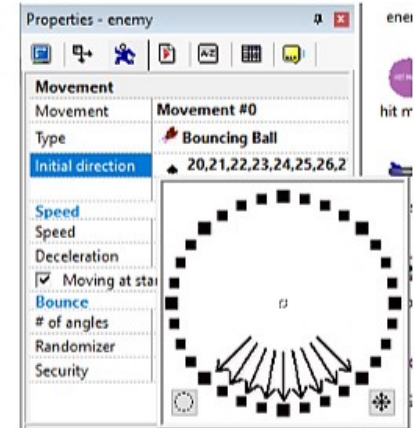 Properties - enemy
ener
A-Z
Movement
Movement Movement #0
hit m
Type Bouncing Ball
Initial direction 20,21,22,23,24,25,26,2
Speed
Speed
Deceleration
Moving at star
Bounce
# of angles
Randomizer
Security